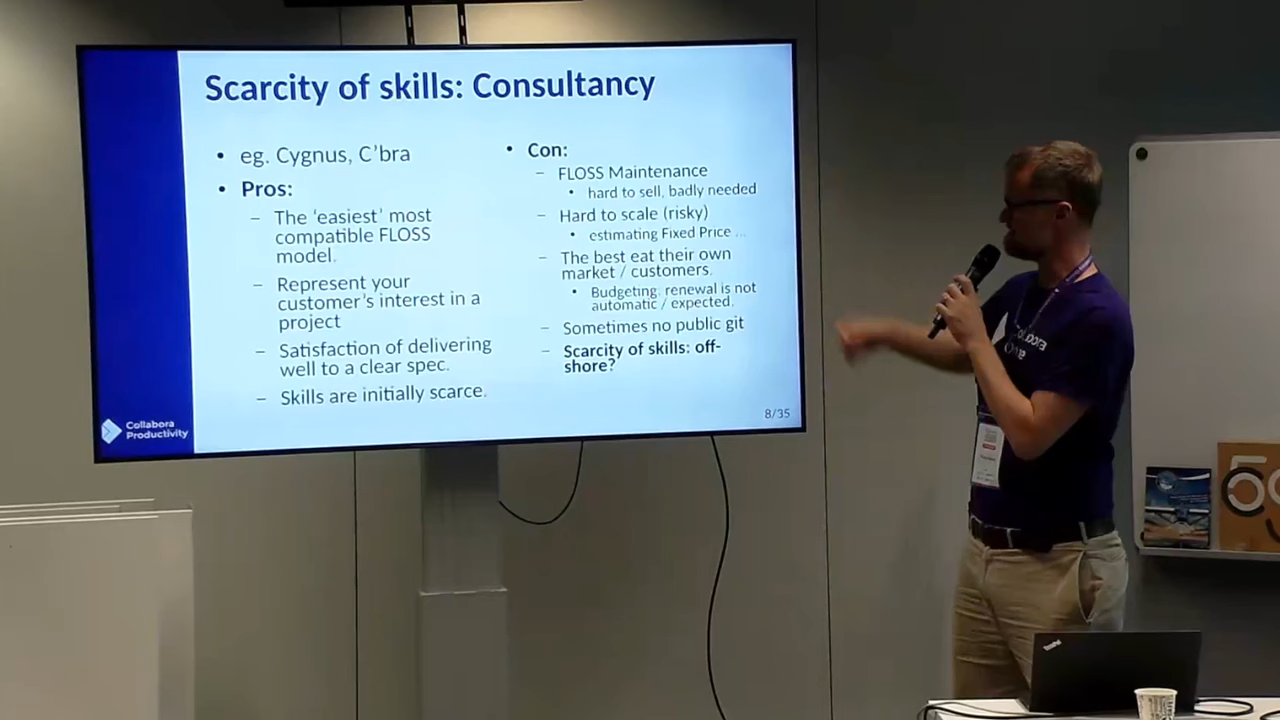 Scarcity of skills: Consultancy
• eg. Cygnus, C'bra
• Pros:
– The 'easiest' most
compatible FLOSS
model.
– Represent your
customer's interest in a
project
– Satisfaction of delivering
well to a clear spec.
– Skills are initially scarce.
• Con:
– FLOSS Maintenance
• hard to sell, badly needed
– Hard to scale (risky)
• estimating Fixed Price ...
– The best eat their own
market / customers.
• Budgeting: renewal is not
automatic / expected.
– Sometimes no public git
– Scarcity of skills: off-
shore?
8/35
Collabora
Productivity
ThinkPad